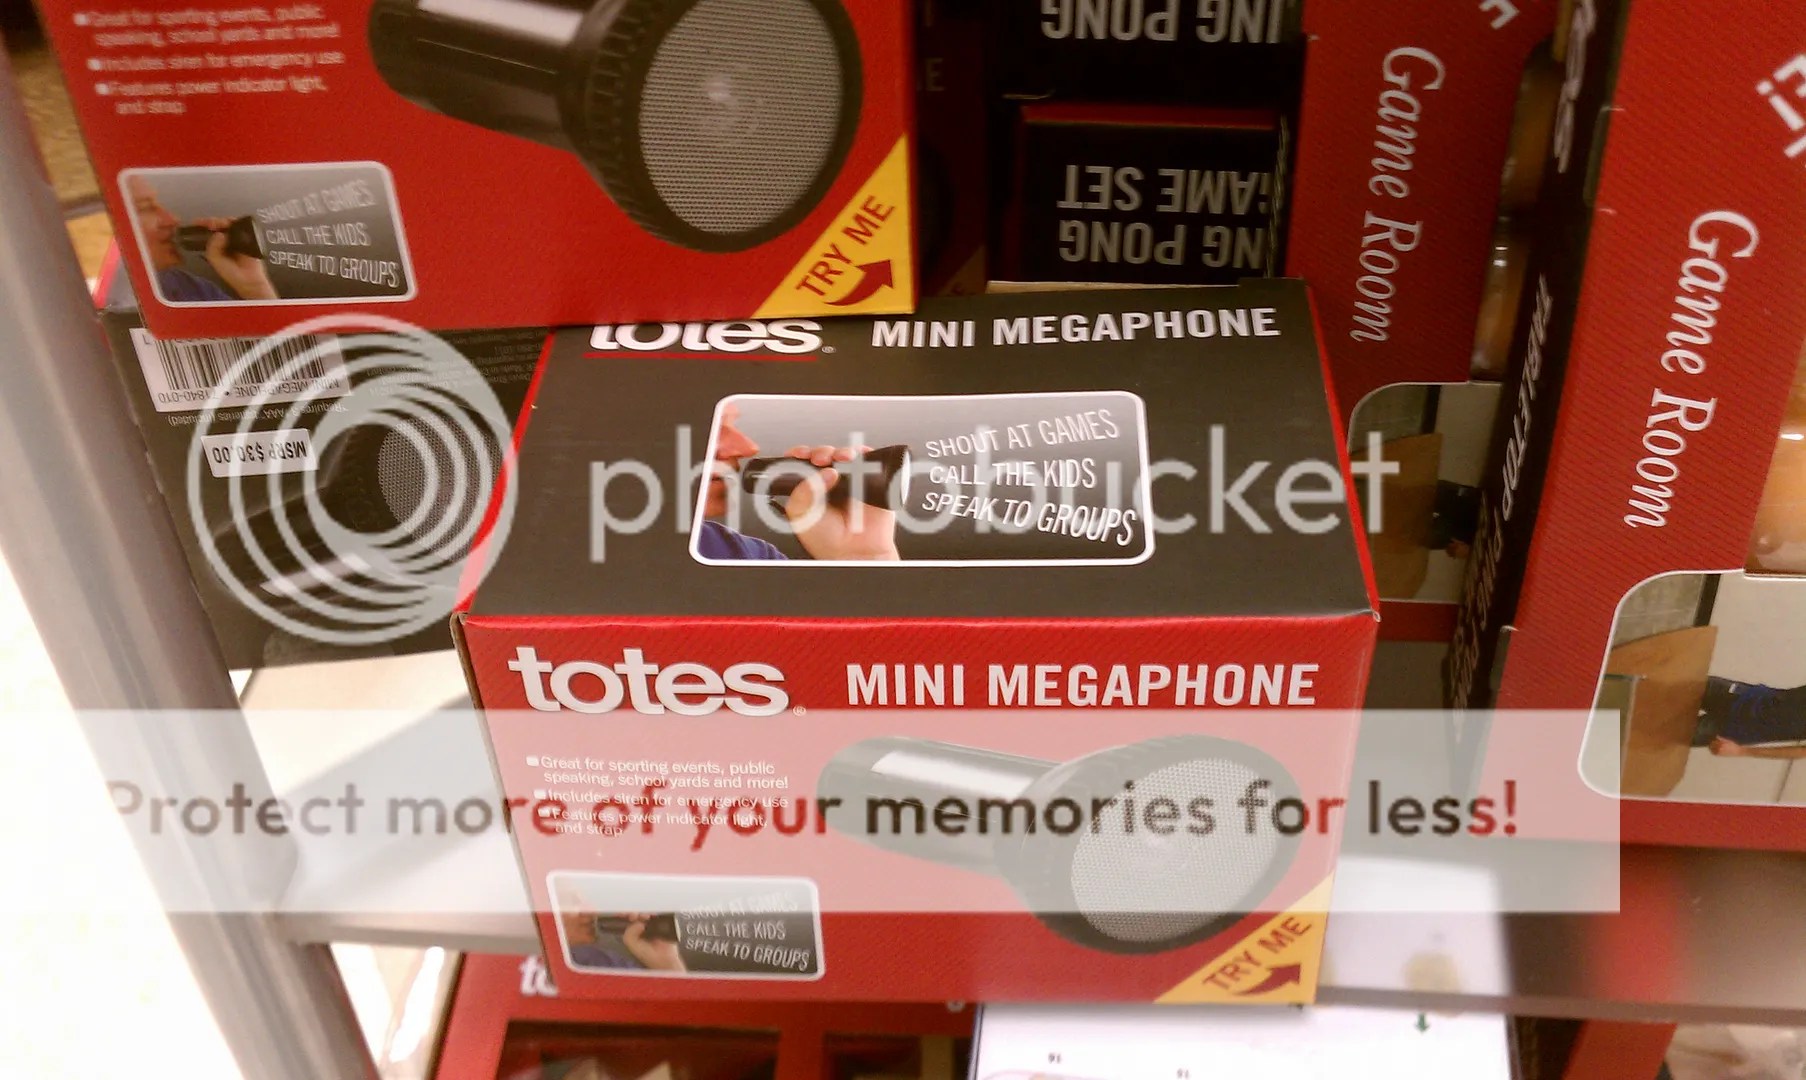 Great for sporting events, public
speaking, school yards and more!
Includes siren for emergency use
Features power indicator light,
and strap
SHOUT AT GAMES
CALL THE KIDS
SPEAK TO GROUPS
TRY ME
PING PONG
NG PONG
GAME SET
Game Room
Game Room
totes® MINI MEGAPHONE
MINI MEGAPHONE
MSRP $30.00
SHOUT AT GAMES
CALL THE KIDS
SPEAK TO GROUPS
photobucket
totes® MINI MEGAPHONE
Great for sporting events, public
speaking, school yards and more!
Includes siren for emergency use
Features power indicator light,
and strap
Protect more of your memories for less!
SHOUT AT GAMES
CALL THE KIDS
SPEAK TO GROUPS
TRY ME